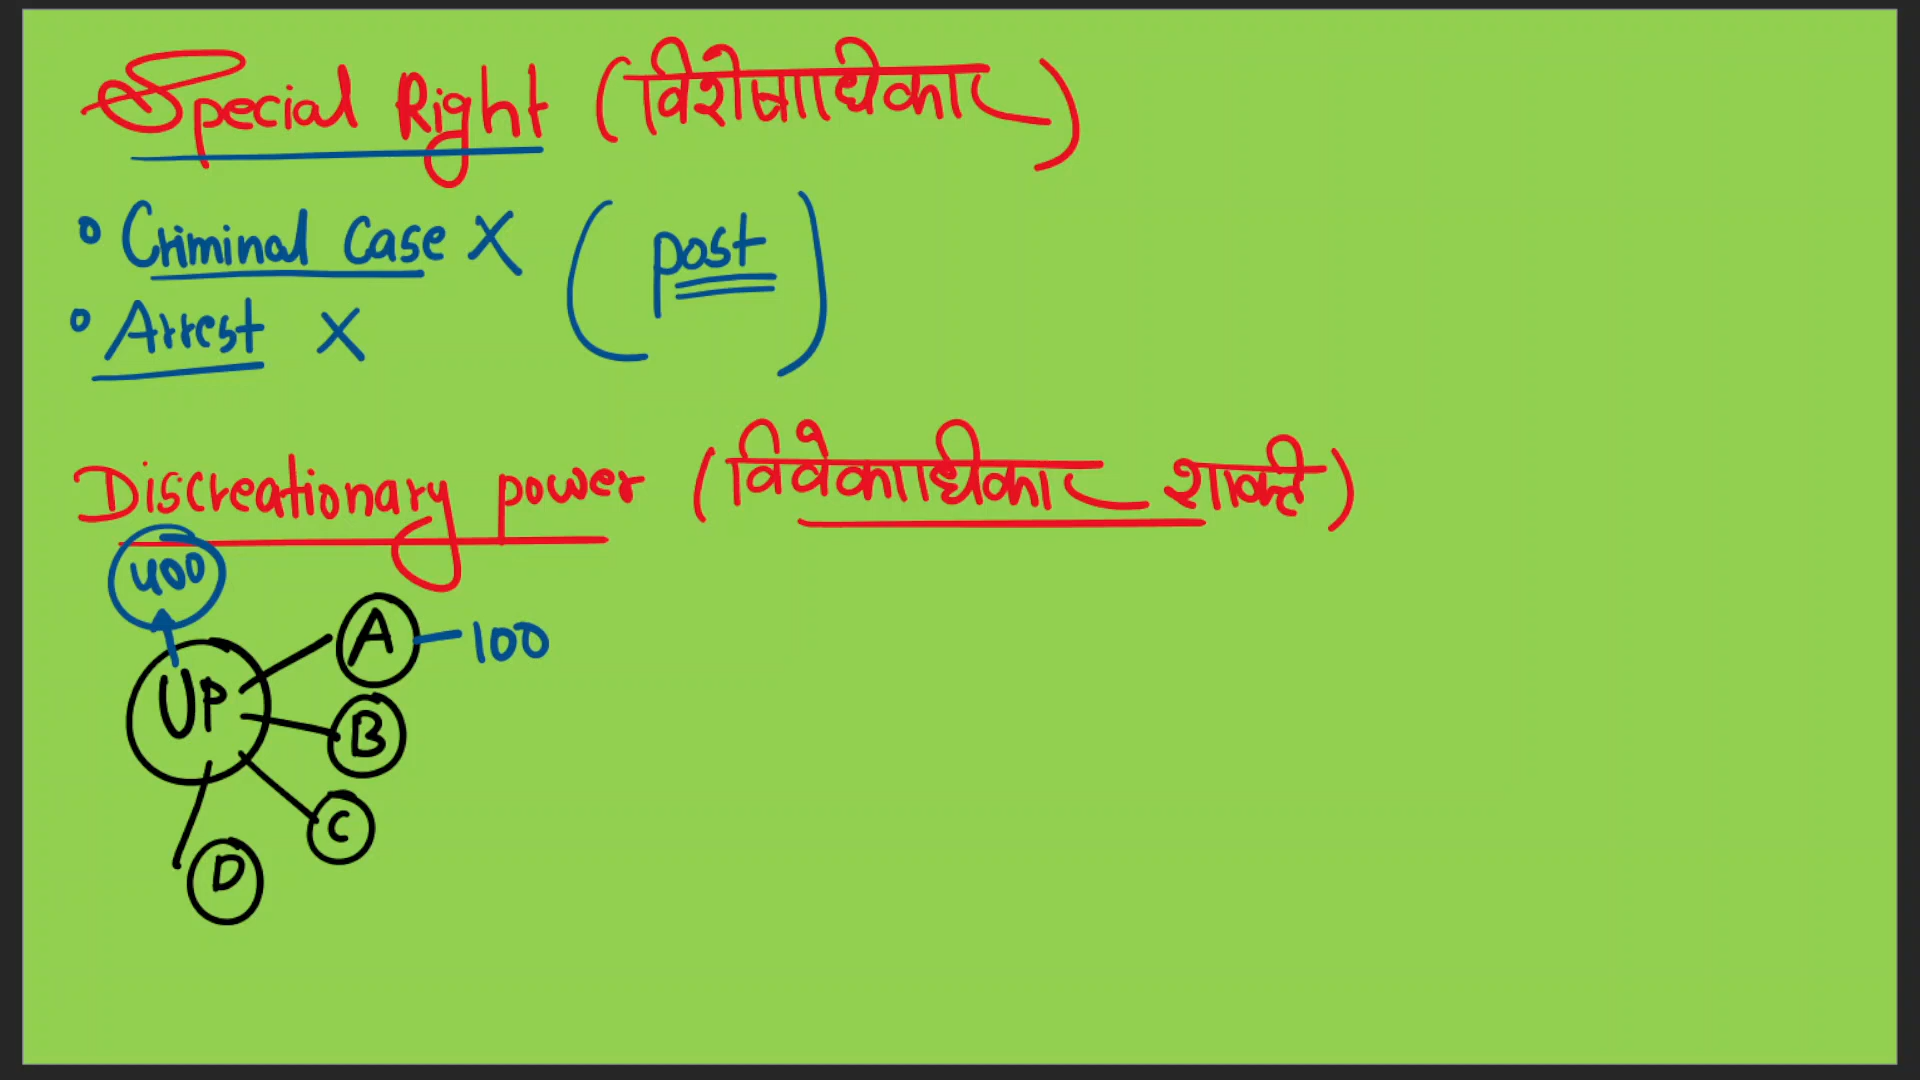 Special Right (विशेषाधिकार)
• Criminal Case X (post)
• Arrest X
Discreationary power (विवेकाधिकार शक्ति)
400
A - 100
UP
B
C
D